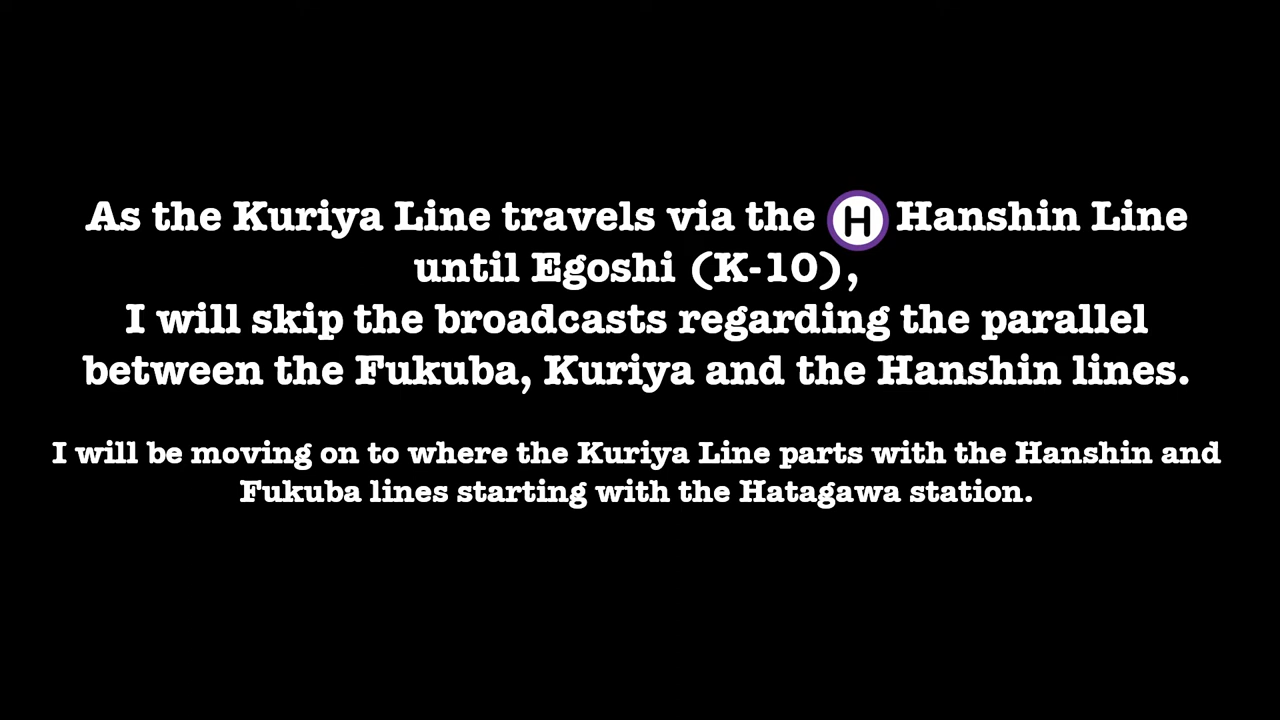 As the Kuriya Line travels via the H Hanshin Line
until Egoshi (K-10),
I will skip the broadcasts regarding the parallel
between the Fukuba, Kuriya and the Hanshin lines.
I will be moving on to where the Kuriya Line parts with the Hanshin and
Fukuba lines starting with the Hatagawa station.